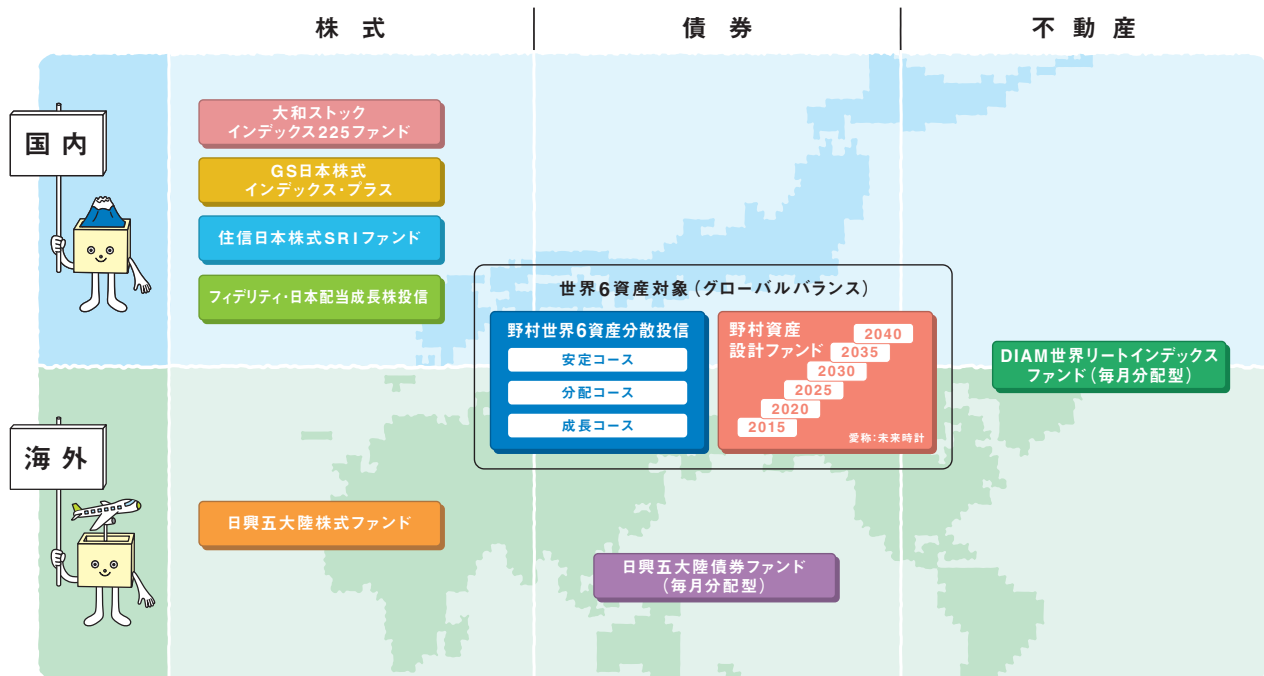 株式
債券
不動産
国内
大和ストック
インデックス225ファンド
GS日本株式
インデックス・プラス
住信日本株式SRIファンド
フィデリティ・日本配当成長株投信
世界6資産対象(グローバルバランス)
野村世界6資産分散投信
安定コース
分配コース
成長コース
野村資産
設計ファンド
2040
2035
2030
2025
2020
2015
愛称:未来時計
DIAM世界リートインデックス
ファンド(毎月分配型)
海外
日興五大陸株式ファンド
日興五大陸債券ファンド
(毎月分配型)